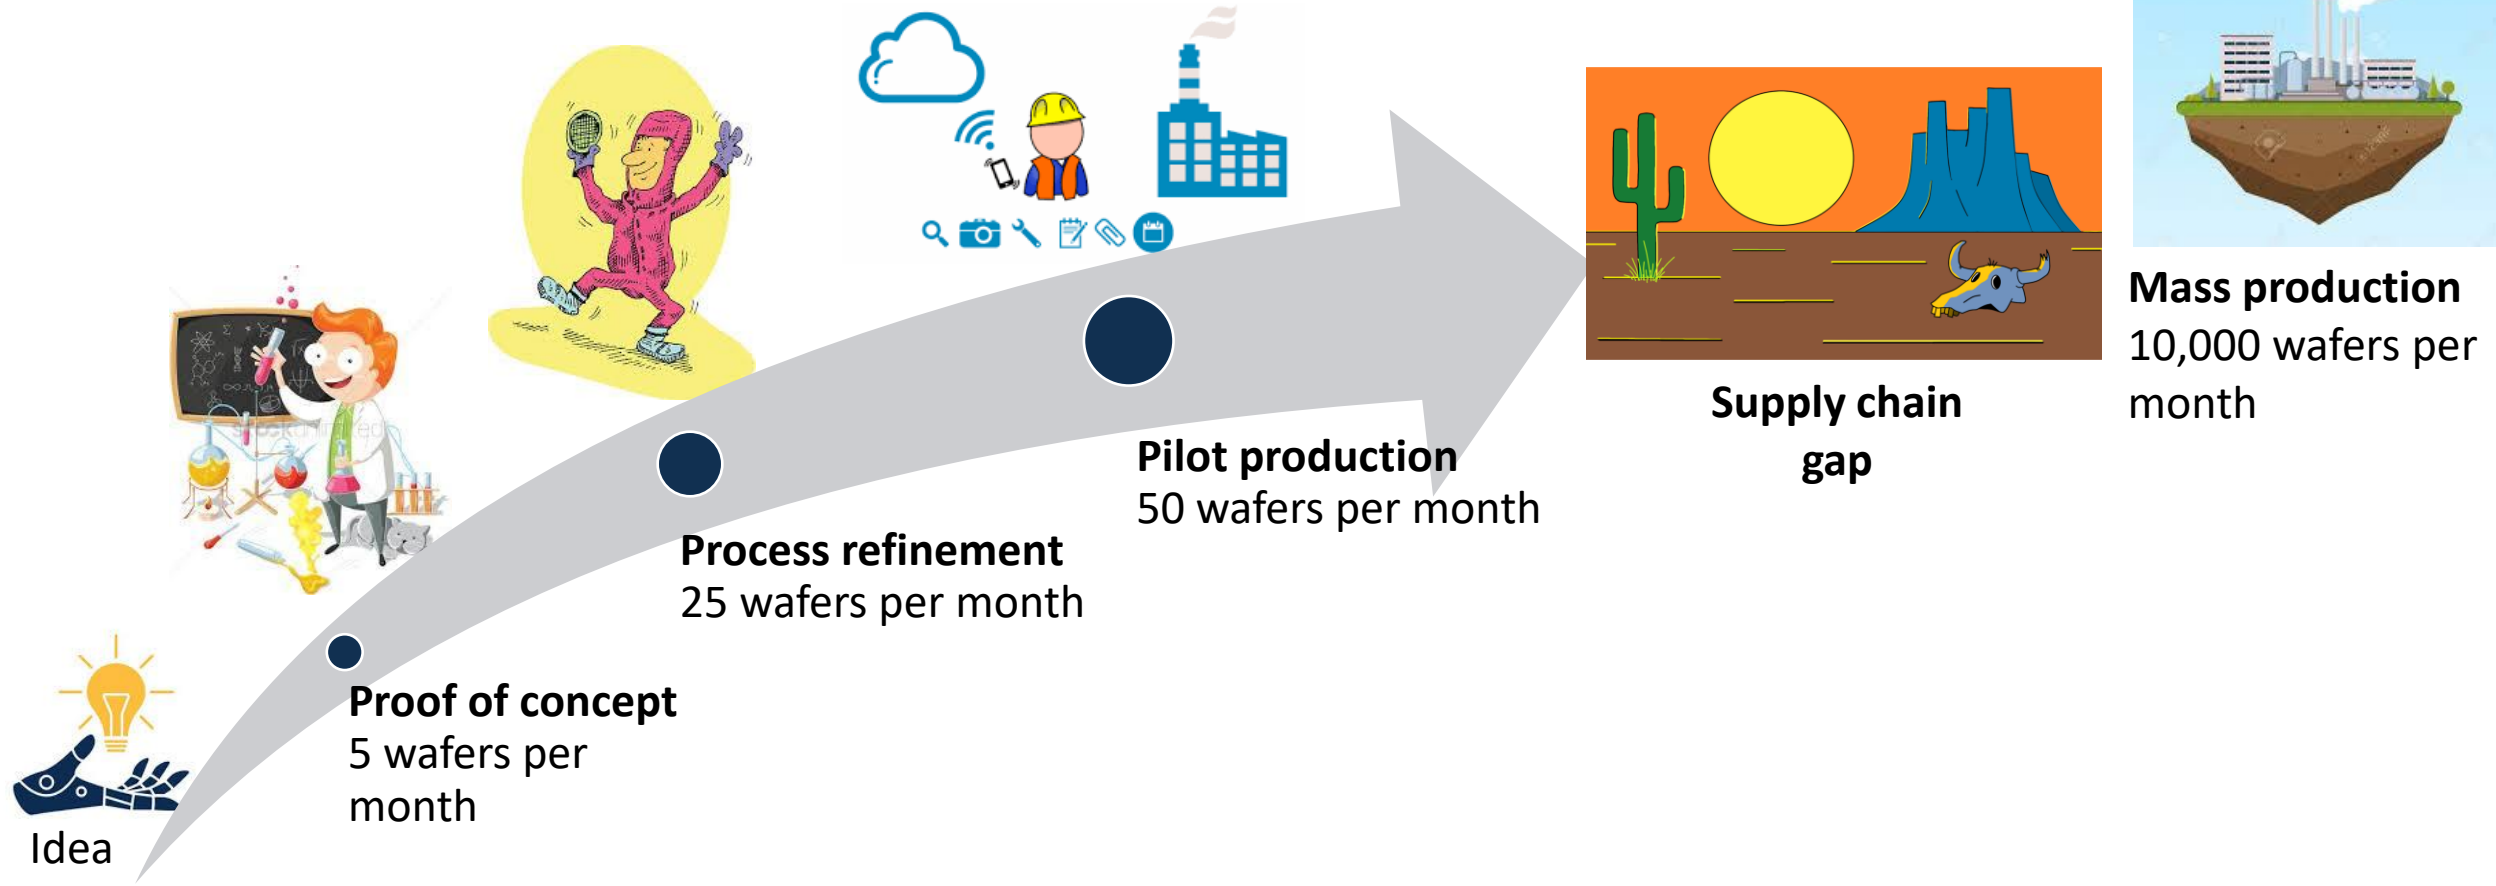 Idea
Proof of concept
5 wafers per
month
Process refinement
25 wafers per month
Pilot production
50 wafers per month
Supply chain
gap
Mass production
10,000 wafers per
month